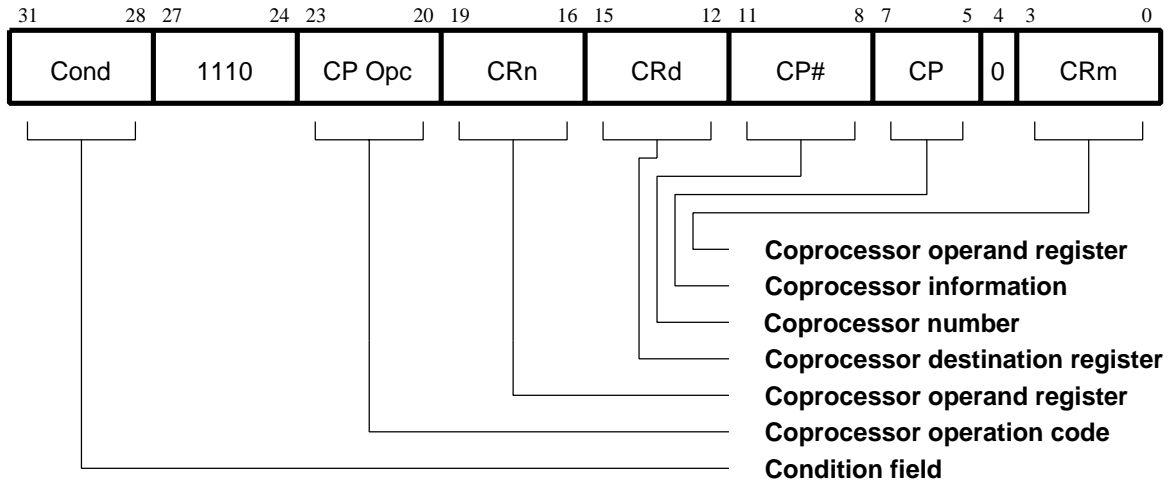 31 28 27 24 23 20 19 16 15 12 11 8 7 5 4 3 0
Cond 1110 CP Opc CRn CRd CP# CP 0 CRm
Coprocessor operand register
Coprocessor information
Coprocessor number
Coprocessor destination register
Coprocessor operand register
Coprocessor operation code
Condition field